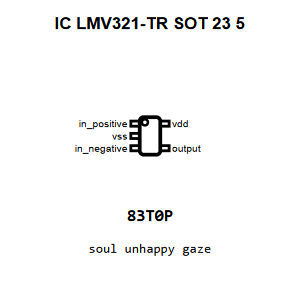 IC LMV321-TR SOT 23 5
in_positive vdd
vss
in_negative output
83T0P
soul unhappy gaze